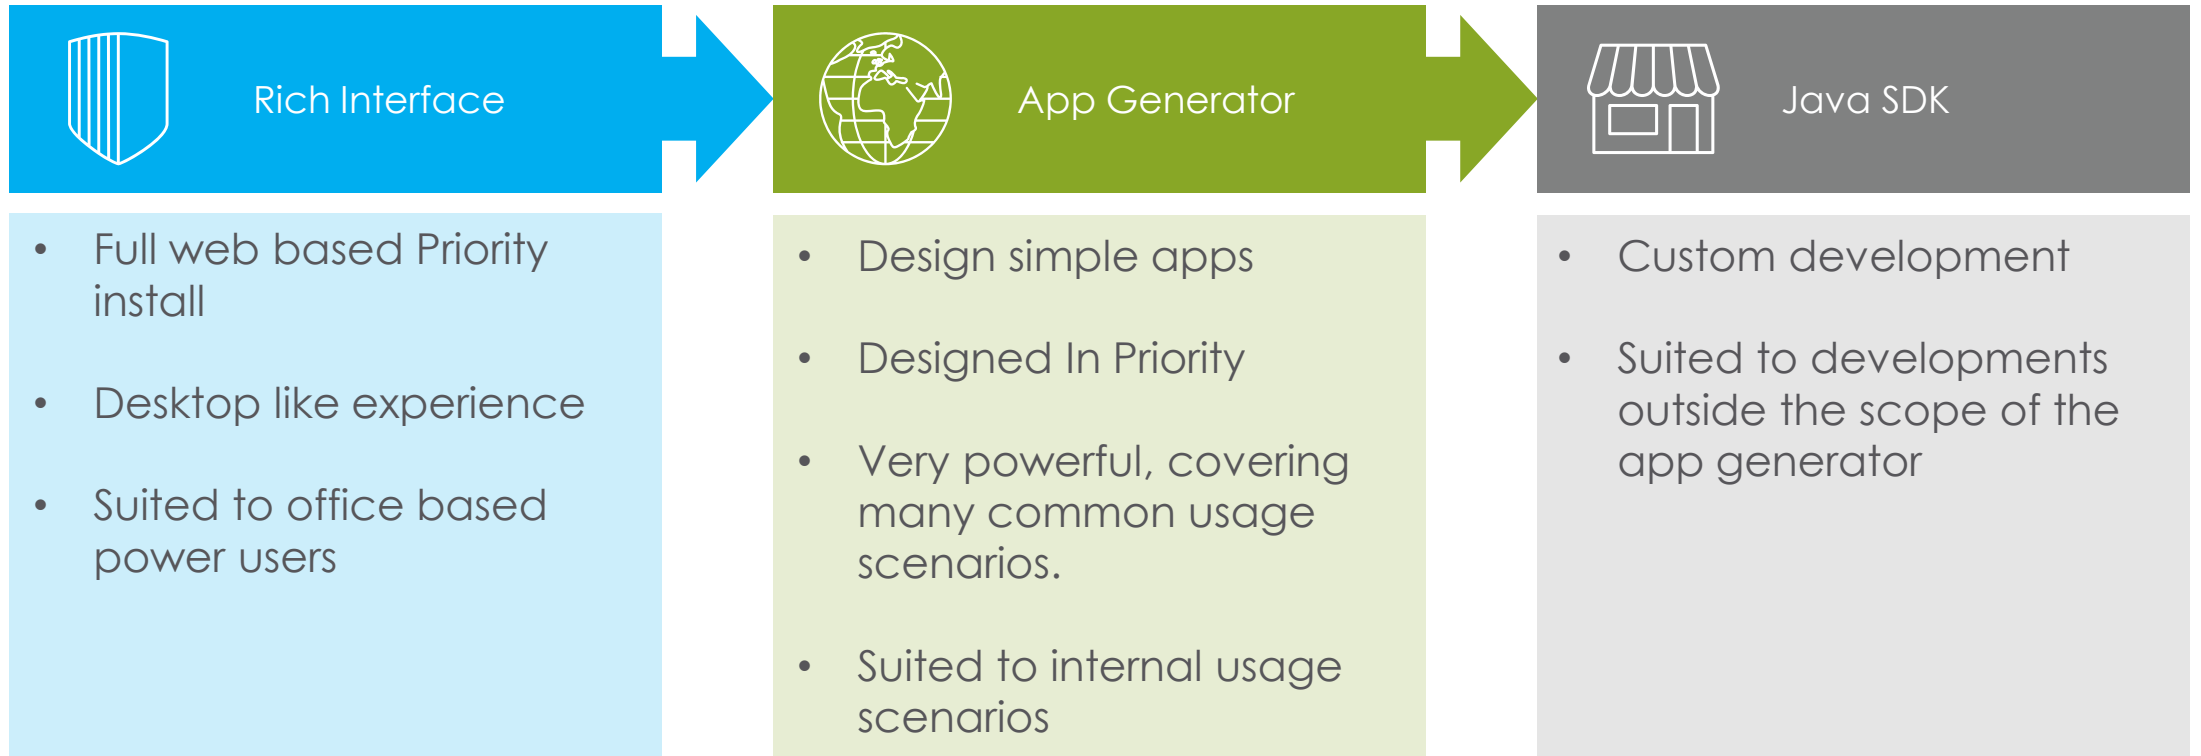 Rich Interface
• Full web based Priority
install
• Desktop like experience
• Suited to office based
power users
App Generator
• Design simple apps
• Designed In Priority
• Very powerful, covering
many common usage
scenarios.
• Suited to internal usage
scenarios
Java SDK
• Custom development
• Suited to developments
outside the scope of the
app generator